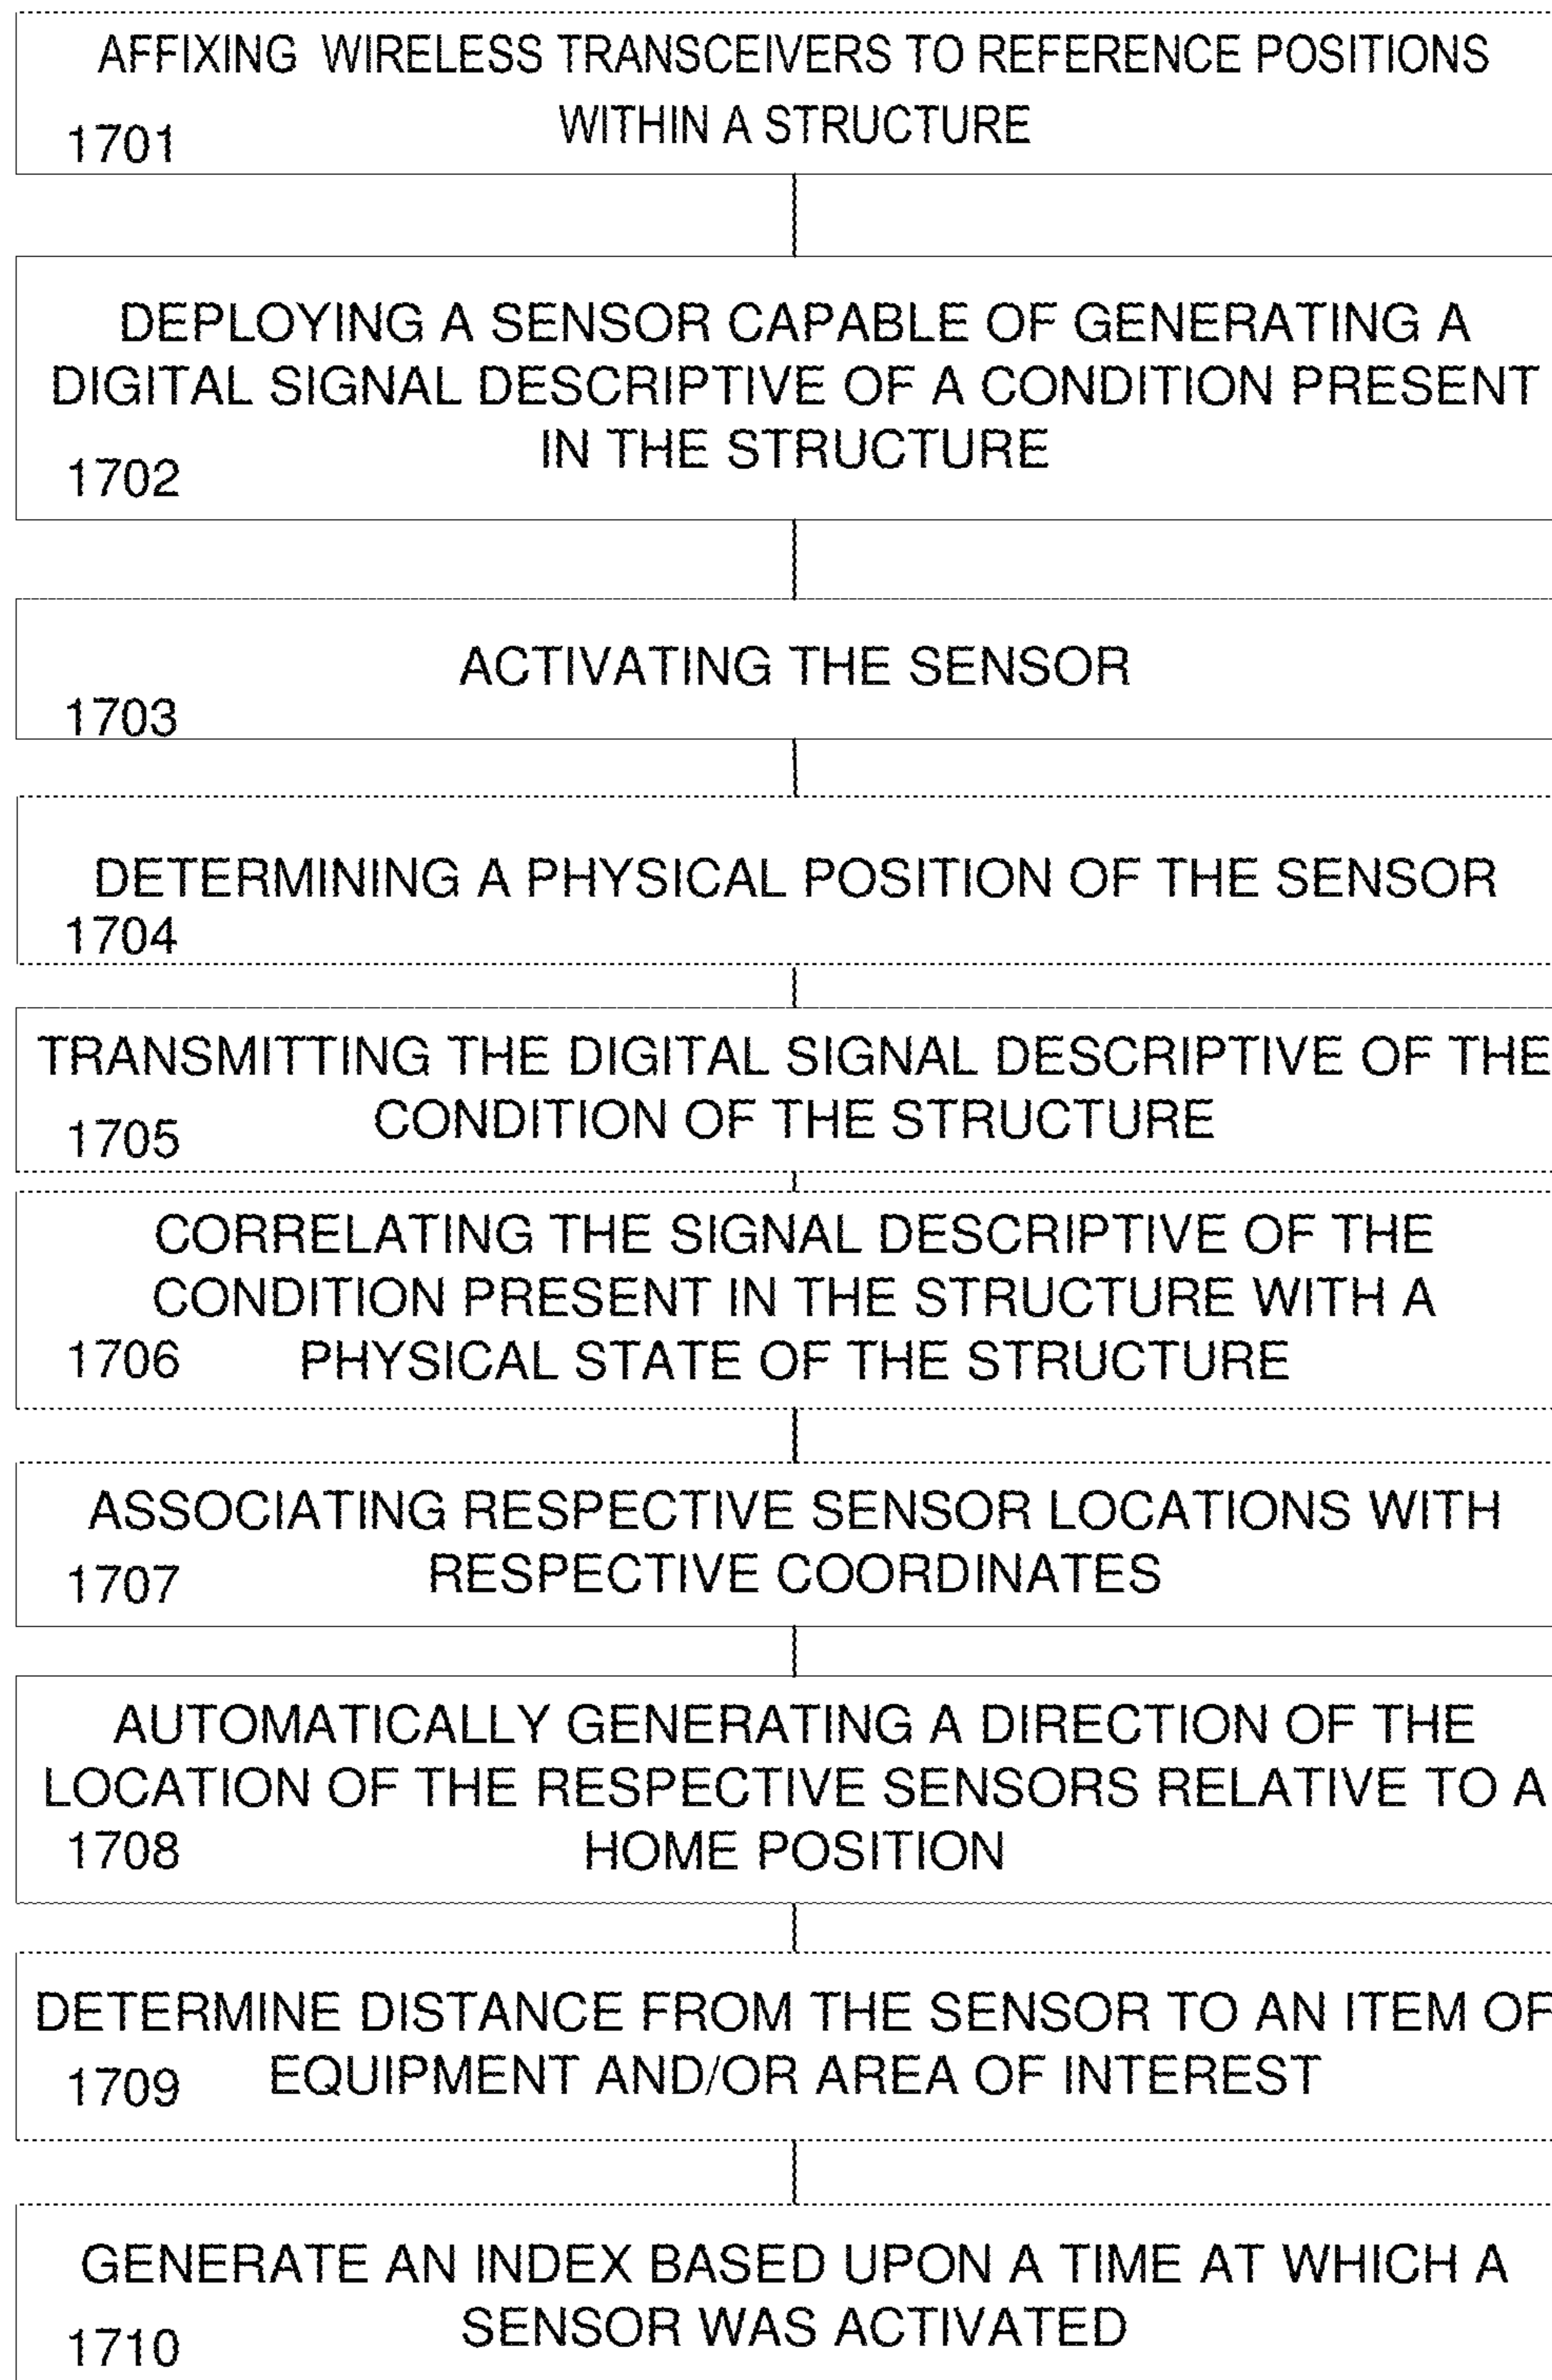 AFFIXING WIRELESS TRANSCEIVERS TO REFERENCE POSITIONS
WITHIN A STRUCTURE
1701
DEPLOYING A SENSOR CAPABLE OF GENERATING A
DIGITAL SIGNAL DESCRIPTIVE OF A CONDITION PRESENT
IN THE STRUCTURE
1702
ACTIVATING THE SENSOR
1703
DETERMINING A PHYSICAL POSITION OF THE SENSOR
1704
TRANSMITTING THE DIGITAL SIGNAL DESCRIPTIVE OF THE
CONDITION OF THE STRUCTURE
1705
CORRELATING THE SIGNAL DESCRIPTIVE OF THE
CONDITION PRESENT IN THE STRUCTURE WITH A
PHYSICAL STATE OF THE STRUCTURE
1706
ASSOCIATING RESPECTIVE SENSOR LOCATIONS WITH
RESPECTIVE COORDINATES
1707
AUTOMATICALLY GENERATING A DIRECTION OF THE
LOCATION OF THE RESPECTIVE SENSORS RELATIVE TO A
HOME POSITION
1708
DETERMINE DISTANCE FROM THE SENSOR TO AN ITEM OF
EQUIPMENT AND/OR AREA OF INTEREST
1709
GENERATE AN INDEX BASED UPON A TIME AT WHICH A
SENSOR WAS ACTIVATED
1710